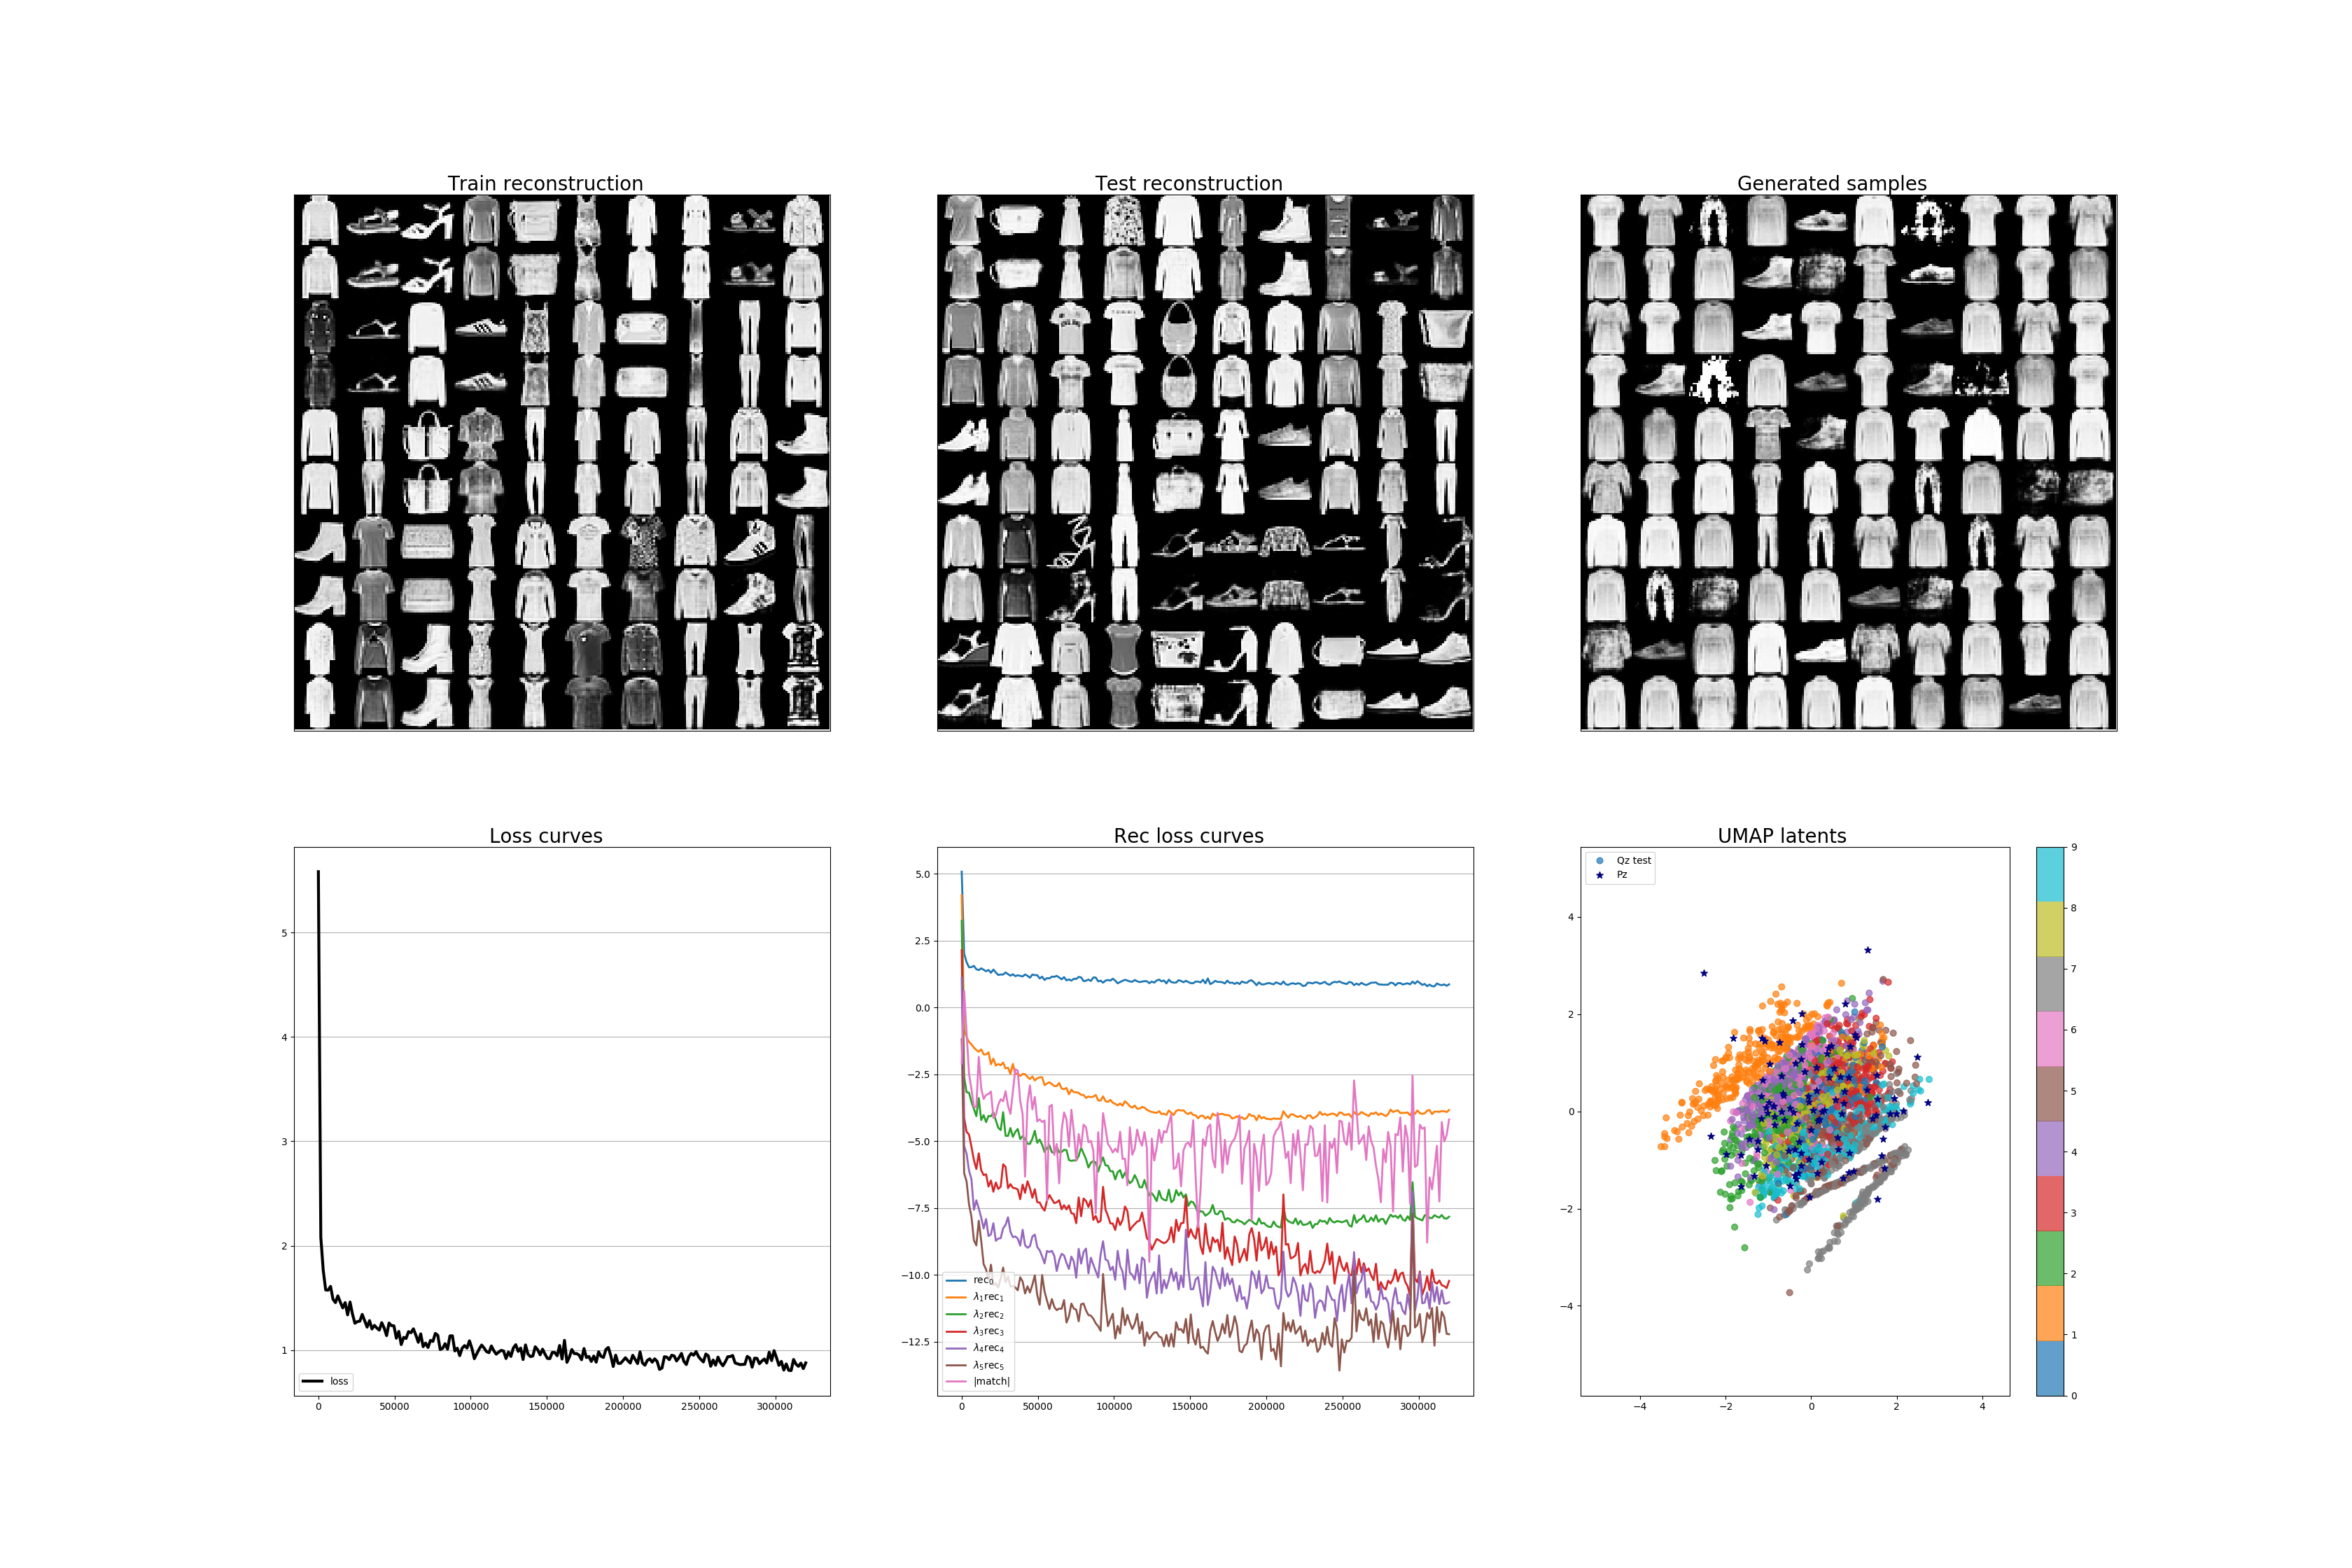 Train reconstruction
Test reconstruction
Generated samples
Loss curves
5
4
3
2
1
0
50000
100000
150000
200000
250000
300000
loss
Rec loss curves
5.0
2.5
0.0
−2.5
−5.0
−7.5
−10.0
−12.5
0
50000
100000
150000
200000
250000
300000
rec₀
λ₁rec₁
λ₂rec₂
λ₃rec₃
λ₄rec₄
λ₅rec₅
|match|
UMAP latents
Qz test
Pz
4
2
0
−2
−4
−4
−2
0
2
4
9
8
7
6
5
4
3
2
1
0